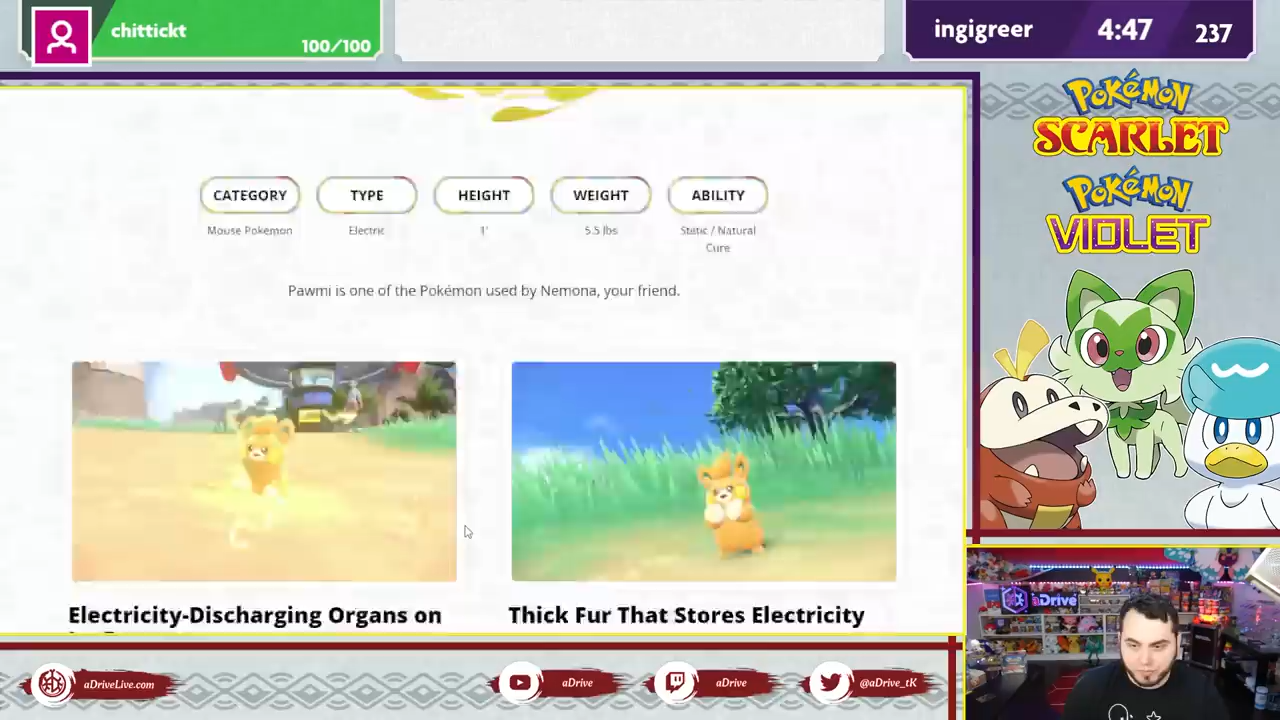 chittickt
100/100
ingigreer 4:47 237
POKÉMON
SCARLET
POKÉMON
VIOLET
CATEGORY TYPE HEIGHT WEIGHT ABILITY
Mouse Pokémon Electric 1' 5.5 lbs Static / Natural
Cure
Pawmi is one of the Pokémon used by Nemona, your friend.
Electricity-Discharging Organs on
Thick Fur That Stores Electricity
aDrive
aDriveLive.com aDrive aDrive @aDrive_tK